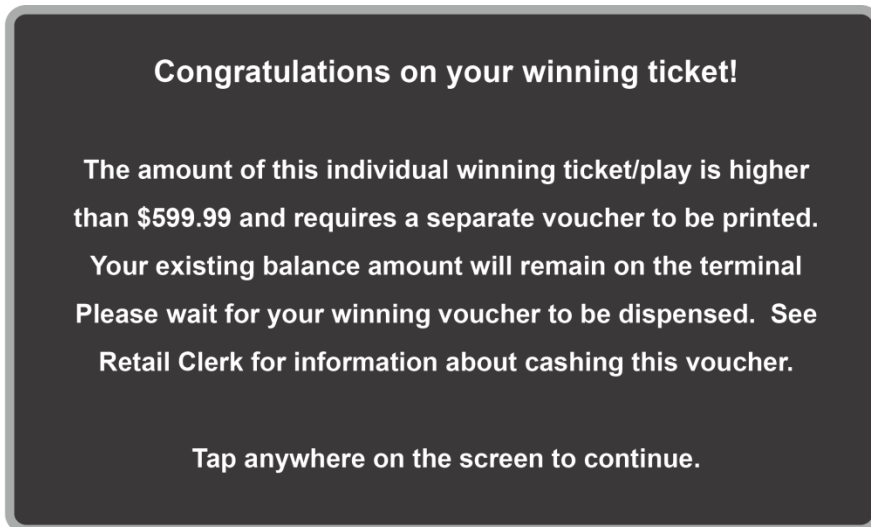 Congratulations on your winning ticket!
The amount of this individual winning ticket/play is higher
than $599.99 and requires a separate voucher to be printed.
Your existing balance amount will remain on the terminal
Please wait for your winning voucher to be dispensed.  See
Retail Clerk for information about cashing this voucher.
Tap anywhere on the screen to continue.